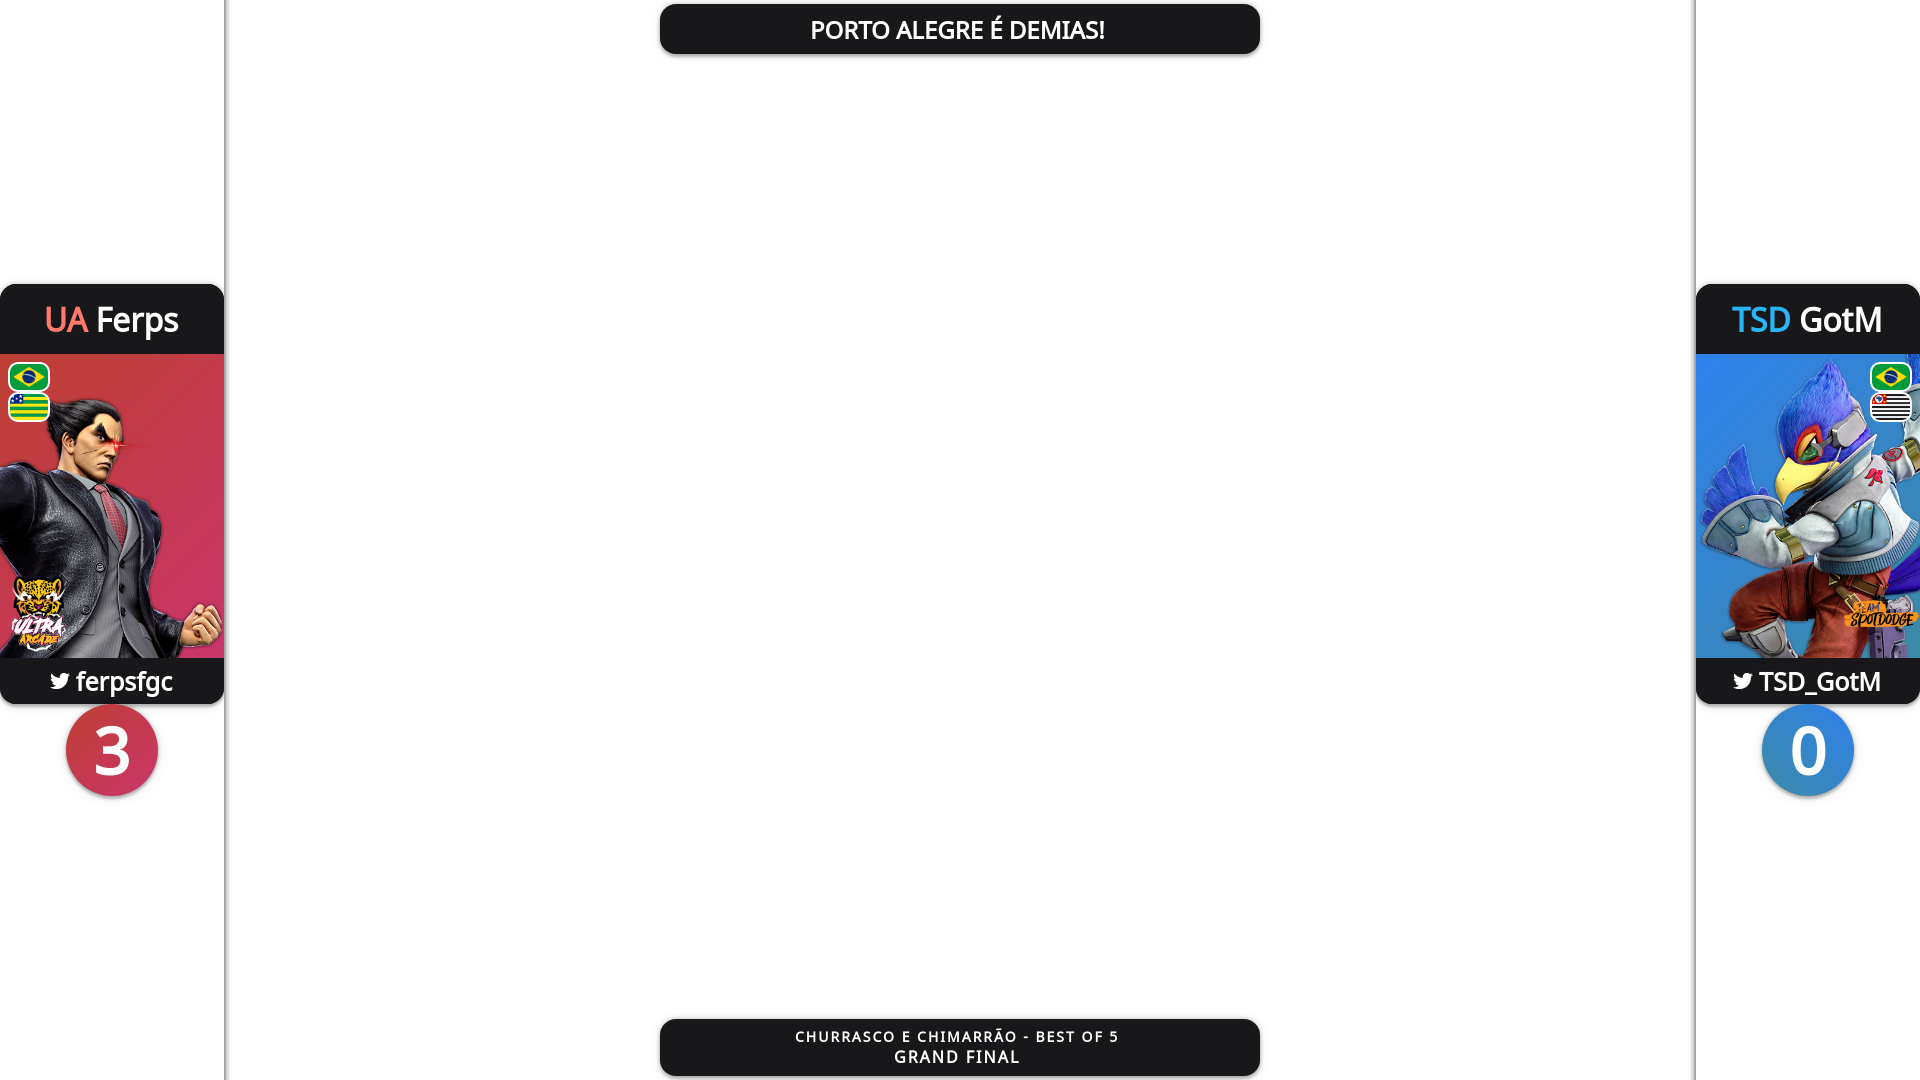 PORTO ALEGRE É DEMIAS!
UA Ferps
TSD GotM
ULTRA
ARCADE
TEAM
SPOTDODGE
ferpsfgc
TSD_GotM
3
0
CHURRASCO E CHIMARRÃO - BEST OF 5
GRAND FINAL